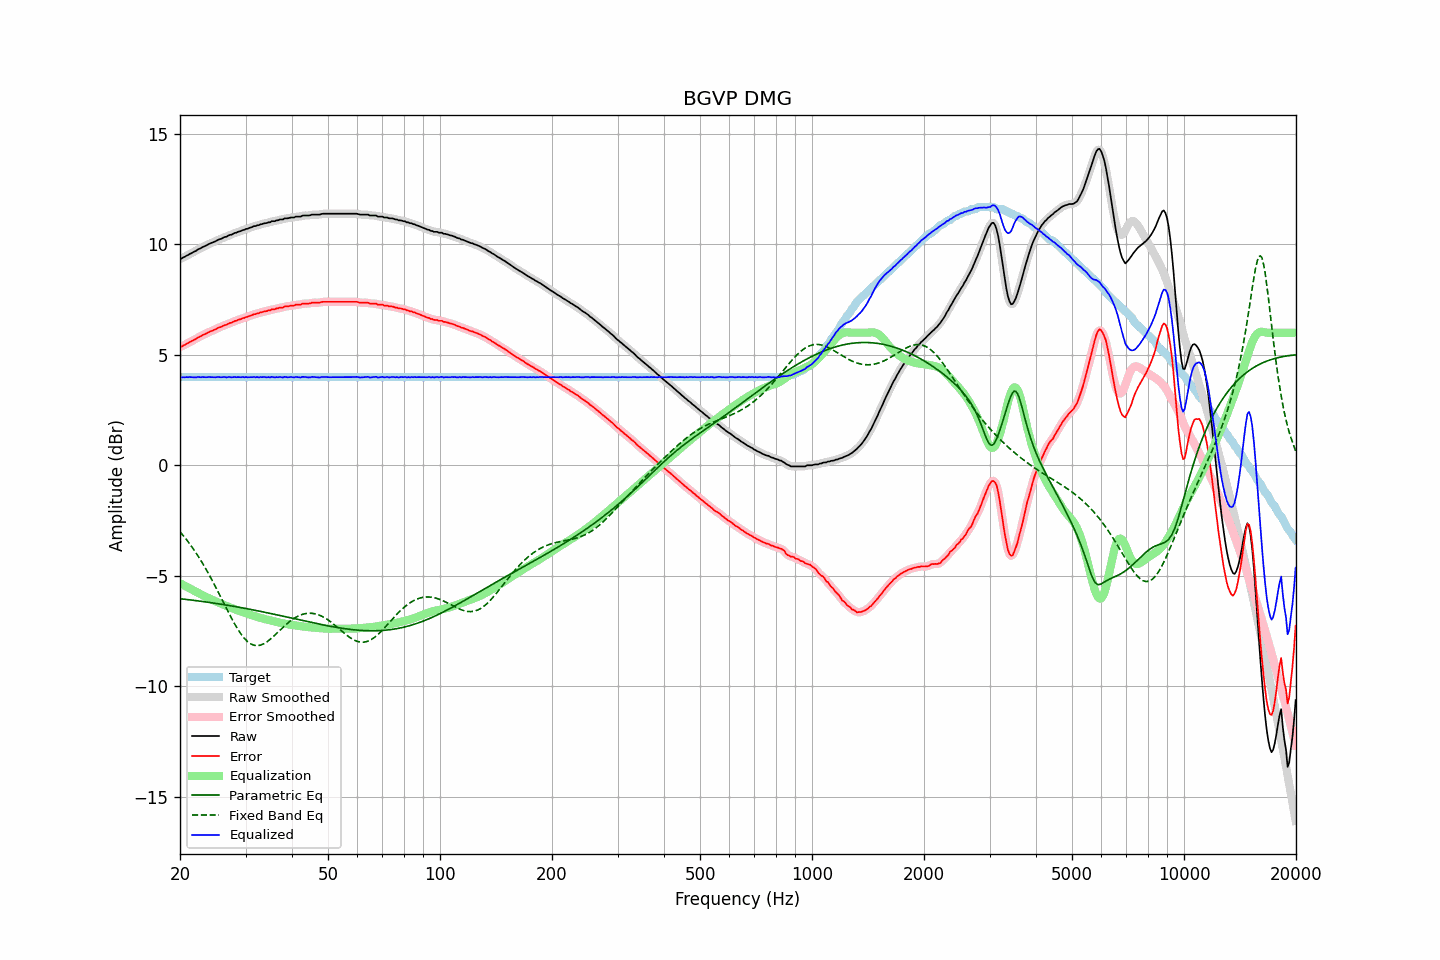 BGVP DMG
Amplitude (dBr)
15
10
5
0
−5
−10
−15
Target
Raw Smoothed
Error Smoothed
Raw
Error
Equalization
Parametric Eq
Fixed Band Eq
Equalized
20 50 100 200 500 1000 2000 5000 10000 20000
Frequency (Hz)